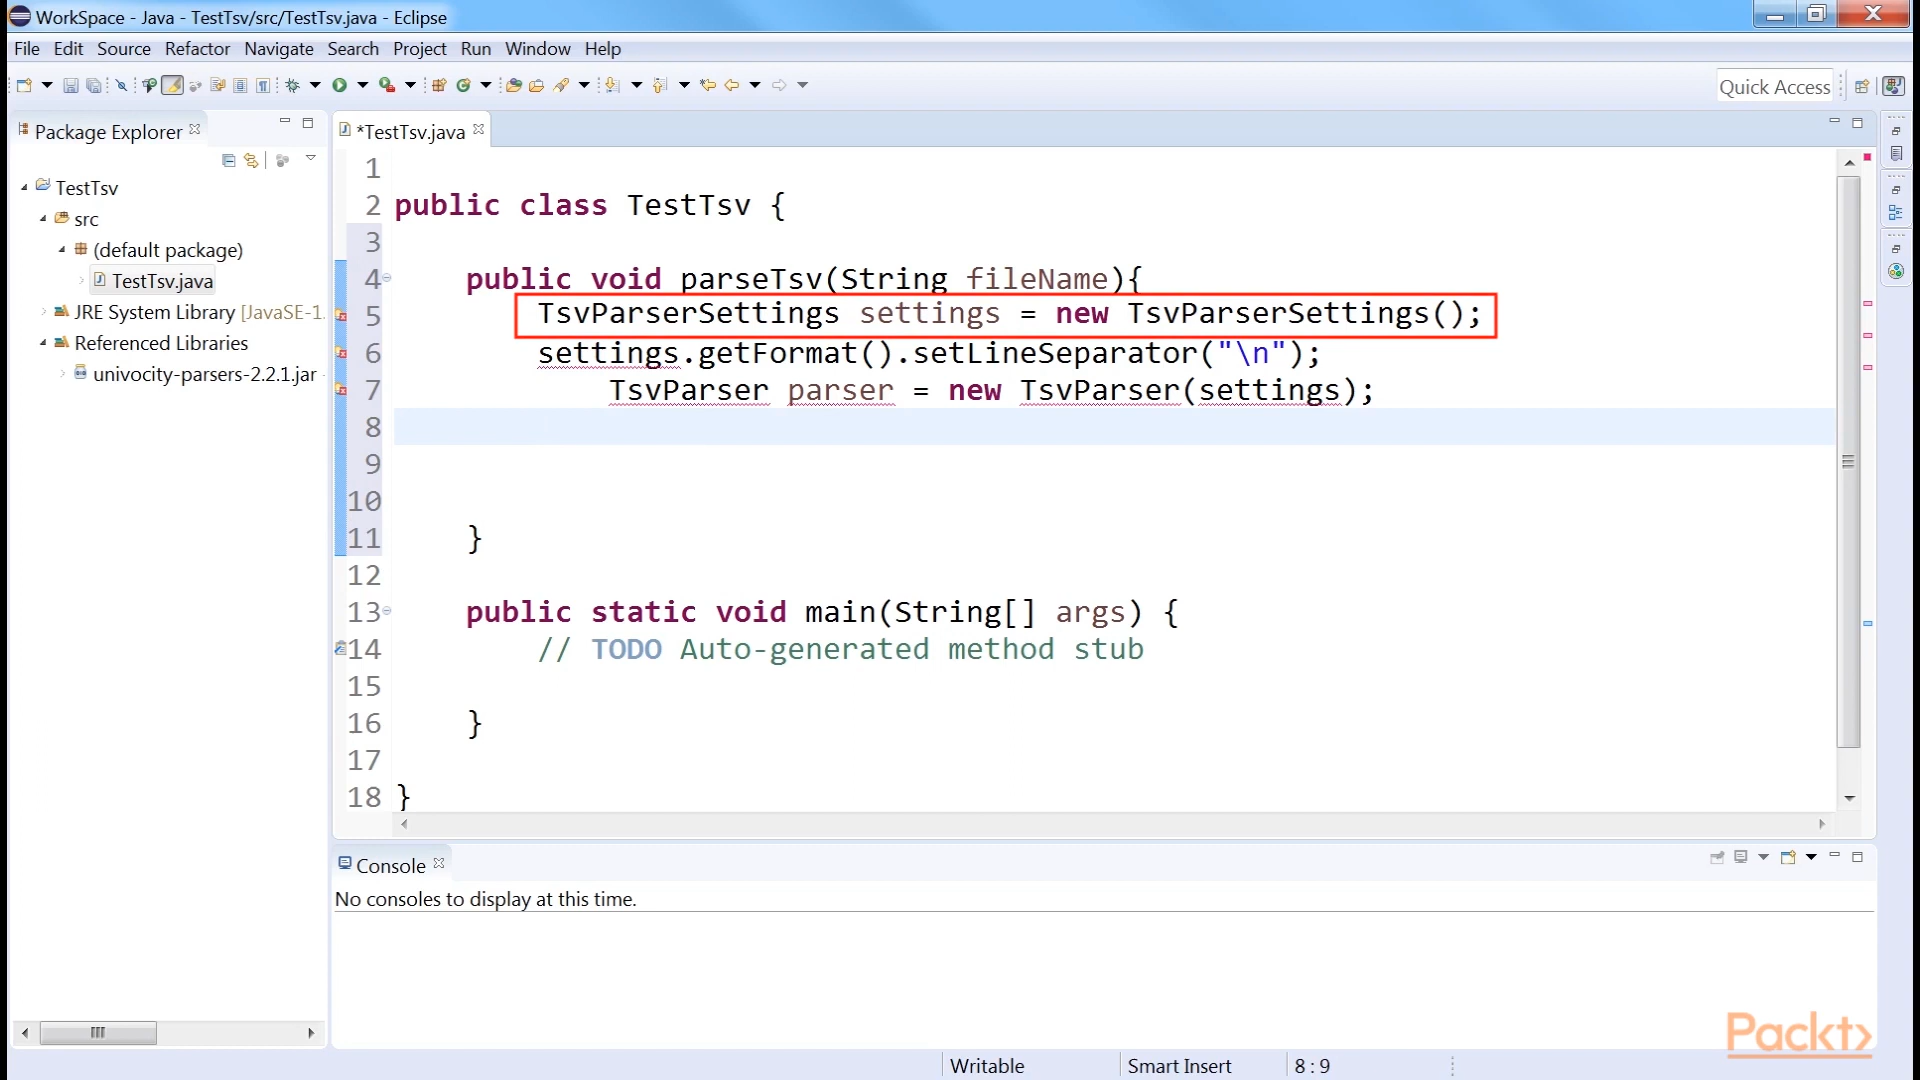 WorkSpace - Java - TestTsv/src/TestTsv.java - Eclipse
File Edit Source Refactor Navigate Search Project Run Window Help
Quick Access
Package Explorer
*TestTsv.java
TestTsv
src
(default package)
TestTsv.java
JRE System Library [JavaSE-1.
Referenced Libraries
univocity-parsers-2.2.1.jar
1
2 public class TestTsv {
3
4 public void parseTsv(String fileName){
5 TsvParserSettings settings = new TsvParserSettings();
6 settings.getFormat().setLineSeparator("\n");
7 TsvParser parser = new TsvParser(settings);
8
9
10
11 }
12
13 public static void main(String[] args) {
14 // TODO Auto-generated method stub
15
16 }
17
18 }
Console
No consoles to display at this time.
Writable Smart Insert 8 : 9
Packt>